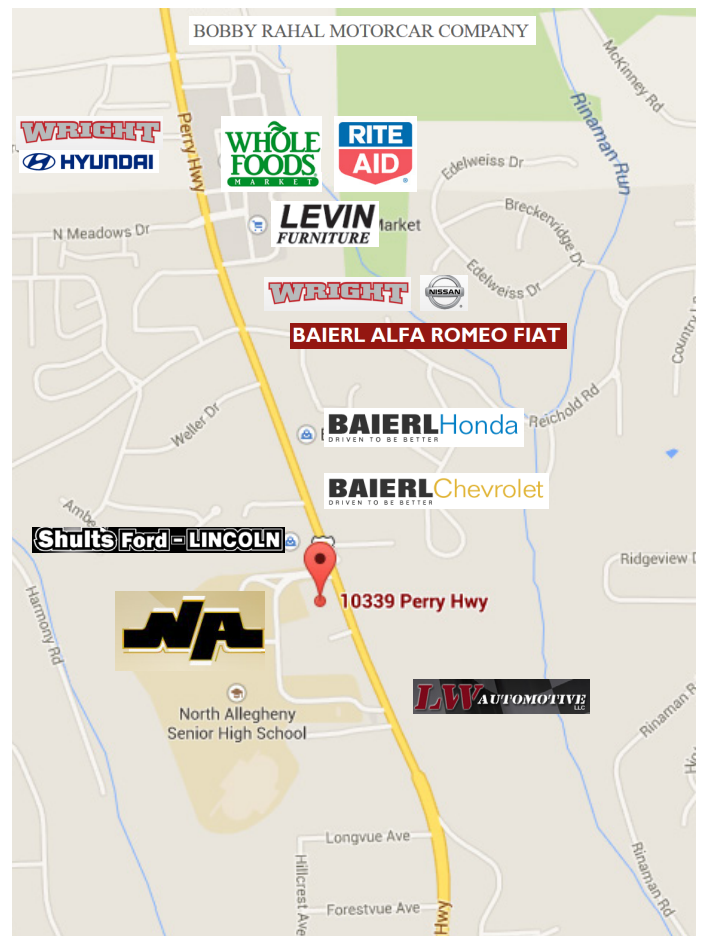 BOBBY RAHAL MOTORCAR COMPANY
McKinney Rd
Rinaman Run
Perry Hwy
WRIGHT
HYUNDAI
WHOLE
FOODS
MARKET
RITE
AID
Edelweiss Dr
Breckenridge Dr
LEVIN
FURNITURE
Market
N Meadows Dr
Edelweiss Dr
WRIGHT
NISSAN
BAIERL ALFA ROMEO FIAT
Country
Reichold Rd
Weller Dr
BAIERL Honda
DRIVEN TO BE BETTER
BAIERL Chevrolet
DRIVEN TO BE BETTER
Ambe
Shults Ford - LINCOLN
Ridgeview D
10339 Perry Hwy
Harmony Rd
NA
LW AUTOMOTIVE
LLC
North Allegheny
Senior High School
Rinaman R
Longvue Ave
Hillcrest Ave
Rinaman Rd
Forestvue Ave
Hwy